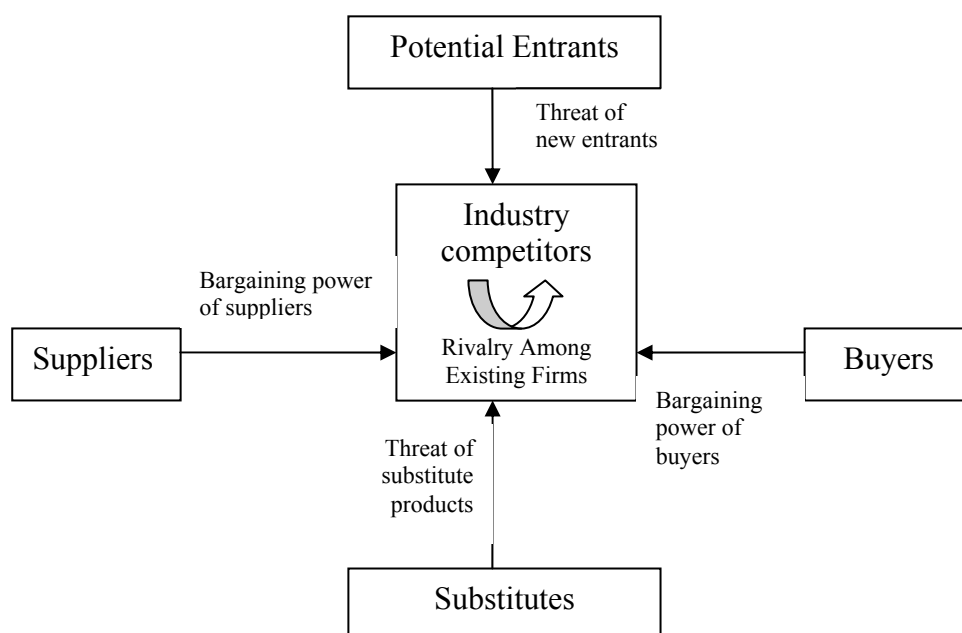 Potential Entrants
Threat of
new entrants
Industry
competitors
Rivalry Among
Existing Firms
Bargaining power
of suppliers
Suppliers
Buyers
Bargaining
power of
buyers
Threat of
substitute
products
Substitutes